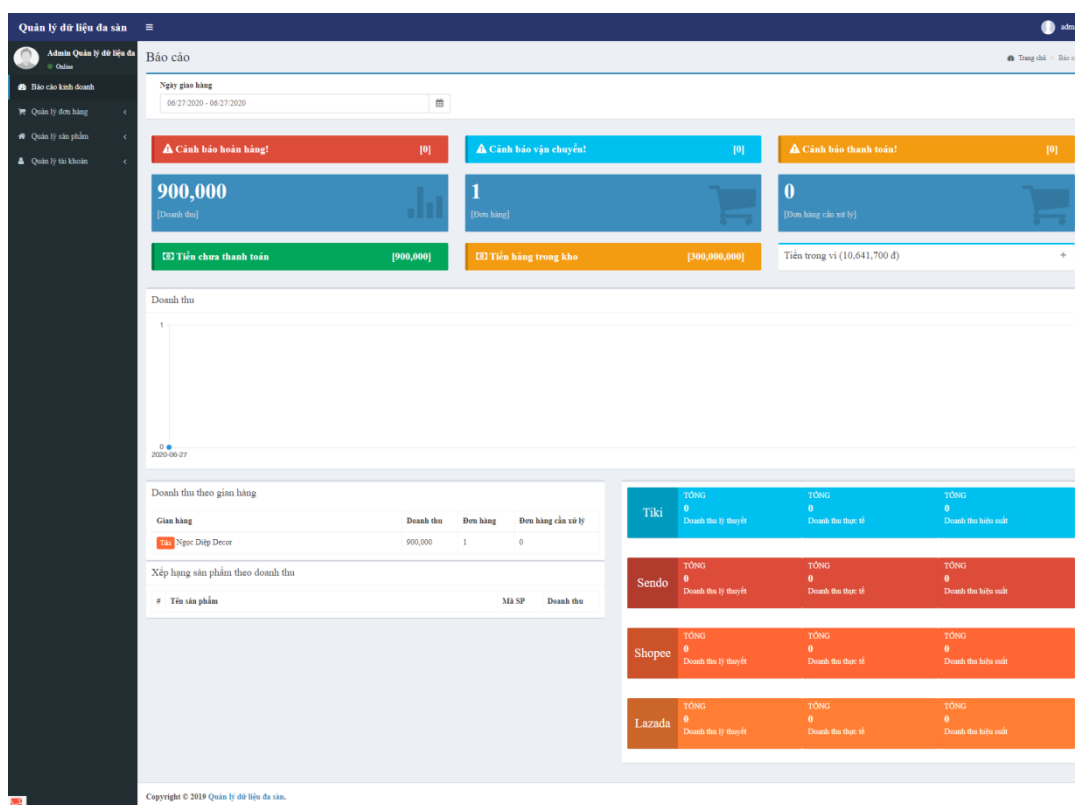 Quản lý dữ liệu đa sàn
Admin Quản lý dữ liệu đa
Online
Báo cáo kinh doanh
Quản lý đơn hàng
Quản lý sản phẩm
Quản lý tài khoản
Báo cáo
Trang chủ
Ngày giao hàng
06/27/2020 - 06/27/2020
Cảnh báo hoàn hàng! [0]
Cảnh báo vận chuyển! [0]
Cảnh báo thanh toán! [0]
900,000
[Doanh thu]
1
[Đơn hàng]
0
[Đơn hàng cần xử lý]
Tiền chưa thanh toán [900,000]
Tiền hàng trong kho [300,000,000]
Tiền trong ví (10,641,700 đ) +
Doanh thu
1
0
2020-06-27
Doanh thu theo gian hàng
Gian hàng Doanh thu Đơn hàng Đơn hàng cần xử lý
Tiki Ngọc Diệp Decor 900,000 1 0
Xếp hạng sản phẩm theo doanh thu
# Tên sản phẩm Mã SP Doanh thu
Tiki
TỔNG TỔNG TỔNG
0 0 0
Doanh thu lý thuyết Doanh thu thực tế Doanh thu hiệu suất
Sendo
TỔNG TỔNG TỔNG
0 0 0
Doanh thu lý thuyết Doanh thu thực tế Doanh thu hiệu suất
Shopee
TỔNG TỔNG TỔNG
0 0 0
Doanh thu lý thuyết Doanh thu thực tế Doanh thu hiệu suất
Lazada
TỔNG TỔNG TỔNG
0 0 0
Doanh thu lý thuyết Doanh thu thực tế Doanh thu hiệu suất
Copyright © 2019 Quản lý dữ liệu đa sàn.